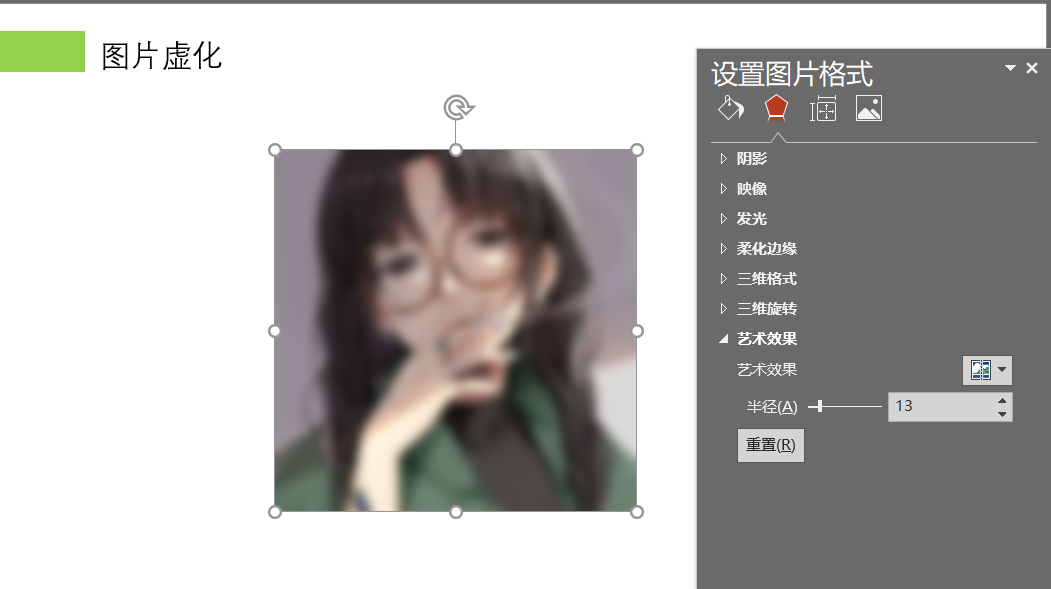 图片虚化
设置图片格式
阴影
映像
发光
柔化边缘
三维格式
三维旋转
艺术效果
艺术效果
半径(A) 13
重置(R)